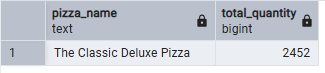 pizza_name text total_quantity bigint
1 The Classic Deluxe Pizza 2452